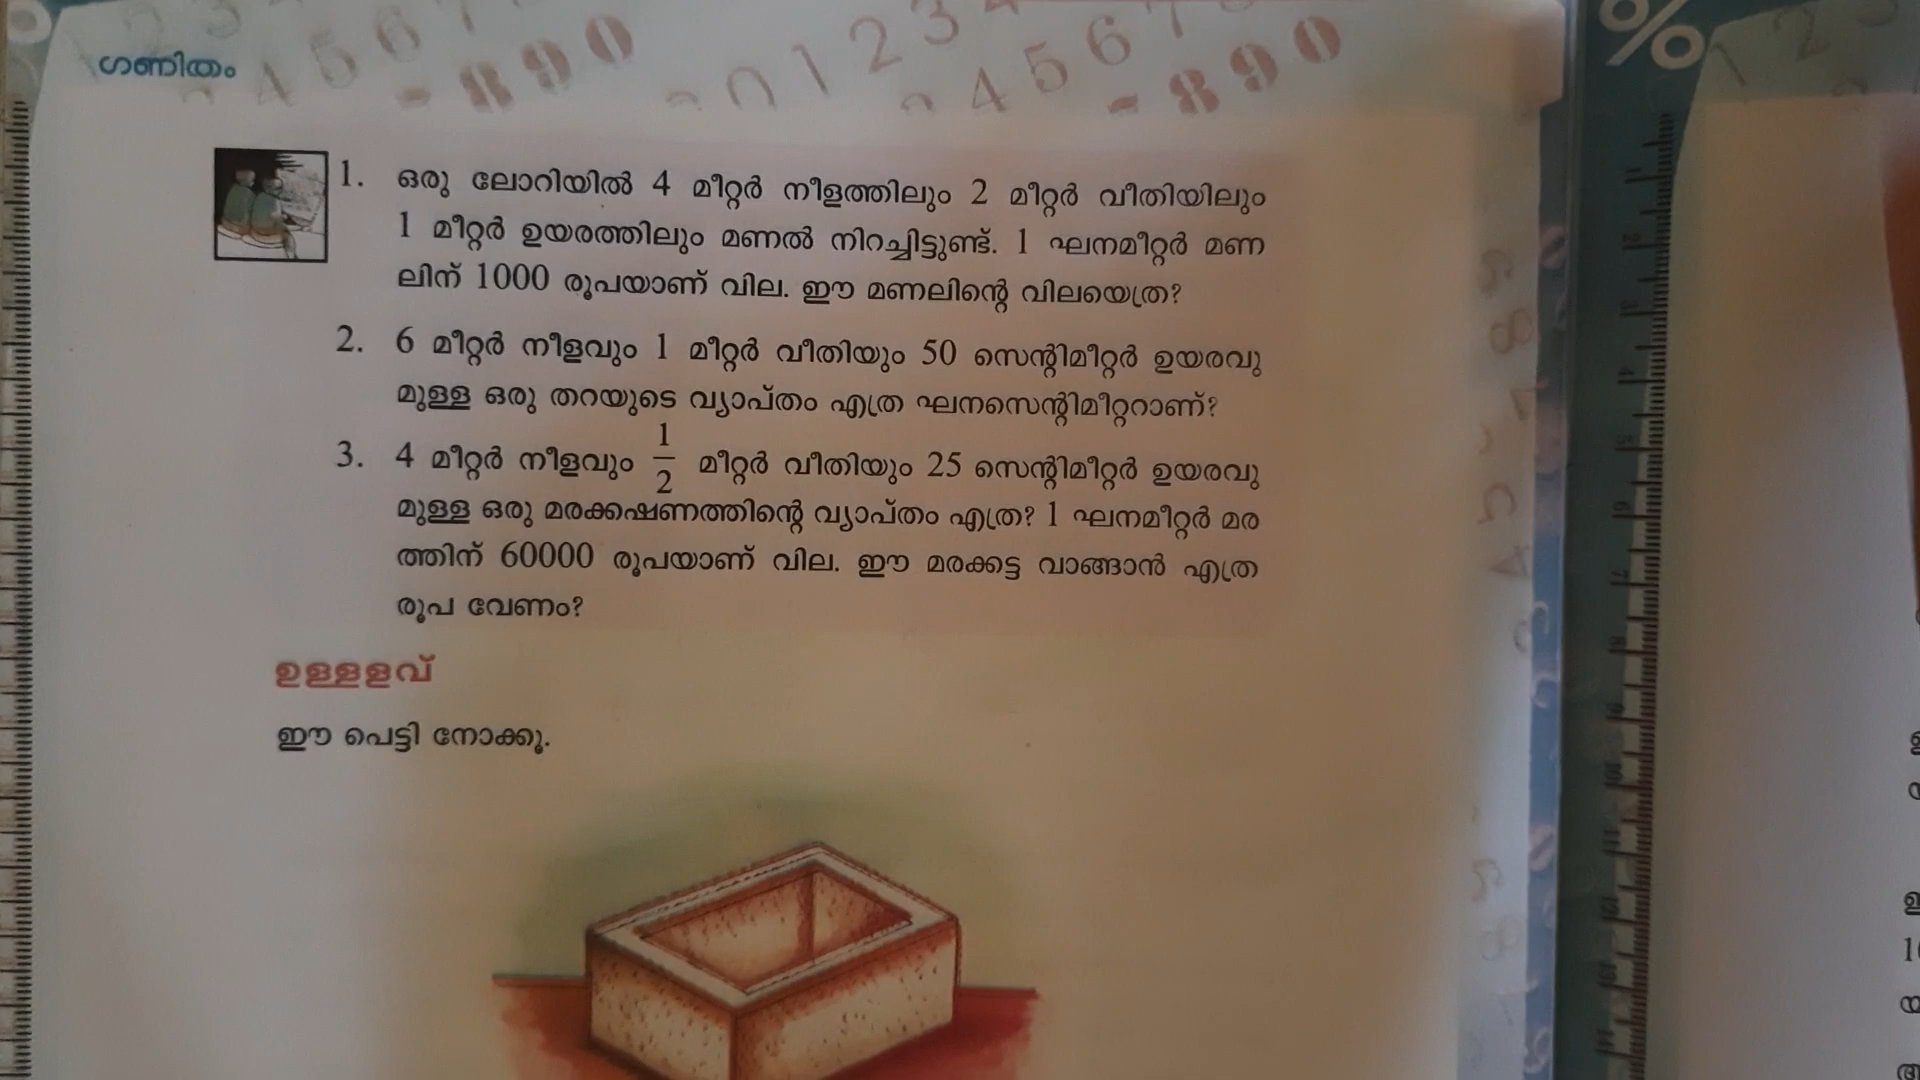 ഗണിതം
1. ഒരു ലോറിയിൽ 4 മീറ്റർ നീളത്തിലും 2 മീറ്റർ വീതിയിലും
1 മീറ്റർ ഉയരത്തിലും മണൽ നിറച്ചിട്ടുണ്ട്. 1 ഘനമീറ്റർ മണ
ലിന് 1000 രൂപയാണ് വില. ഈ മണലിന്റെ വിലയെത്ര?
2. 6 മീറ്റർ നീളവും 1 മീറ്റർ വീതിയും 50 സെന്റിമീറ്റർ ഉയരവു
മുള്ള ഒരു തറയുടെ വ്യാപ്തം എത്ര ഘനസെന്റിമീറ്ററാണ്?
3. 4 മീറ്റർ നീളവും 1/2 മീറ്റർ വീതിയും 25 സെന്റിമീറ്റർ ഉയരവു
മുള്ള ഒരു മരക്കഷണത്തിന്റെ വ്യാപ്തം എത്ര? 1 ഘനമീറ്റർ മര
ത്തിന് 60000 രൂപയാണ് വില. ഈ മരക്കട്ട വാങ്ങാൻ എത്ര
രൂപ വേണം?
ഉള്ളളവ്
ഈ പെട്ടി നോക്കൂ.